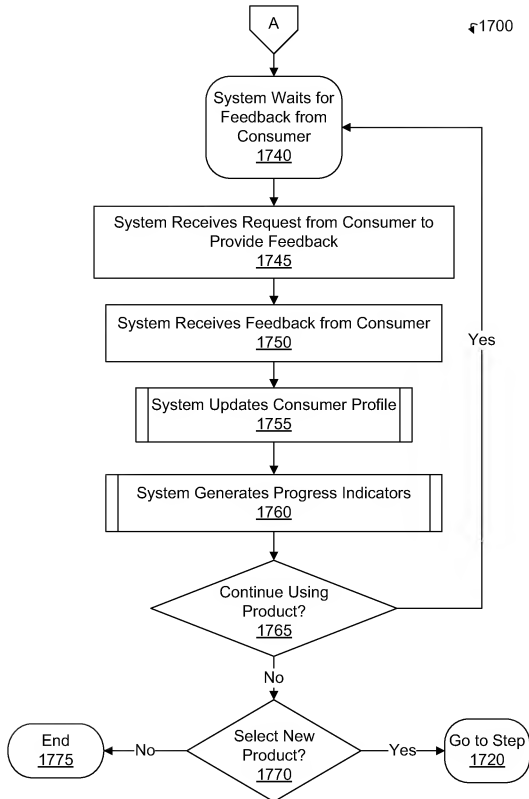 A
1700
System Waits for
Feedback from
Consumer
1740
System Receives Request from Consumer to
Provide Feedback
1745
System Receives Feedback from Consumer
1750
Yes
System Updates Consumer Profile
1755
System Generates Progress Indicators
1760
Continue Using
Product?
1765
No
Select New
Product?
1770
No
Yes
End
1775
Go to Step
1720